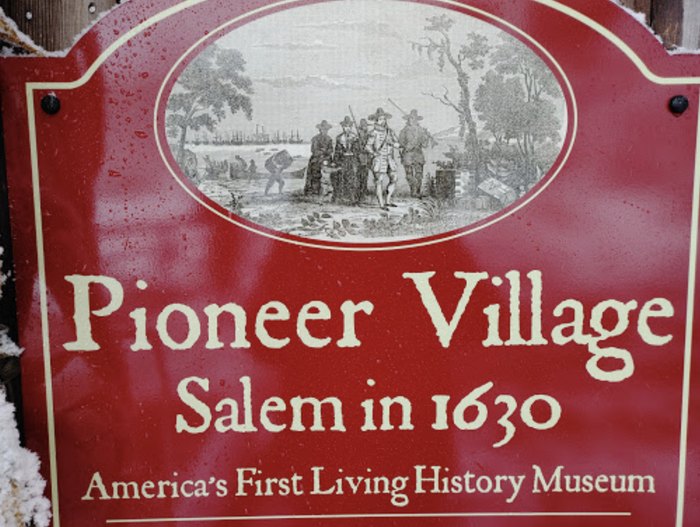 Pioneer Village
Salem in 1630
America's First Living History Museum